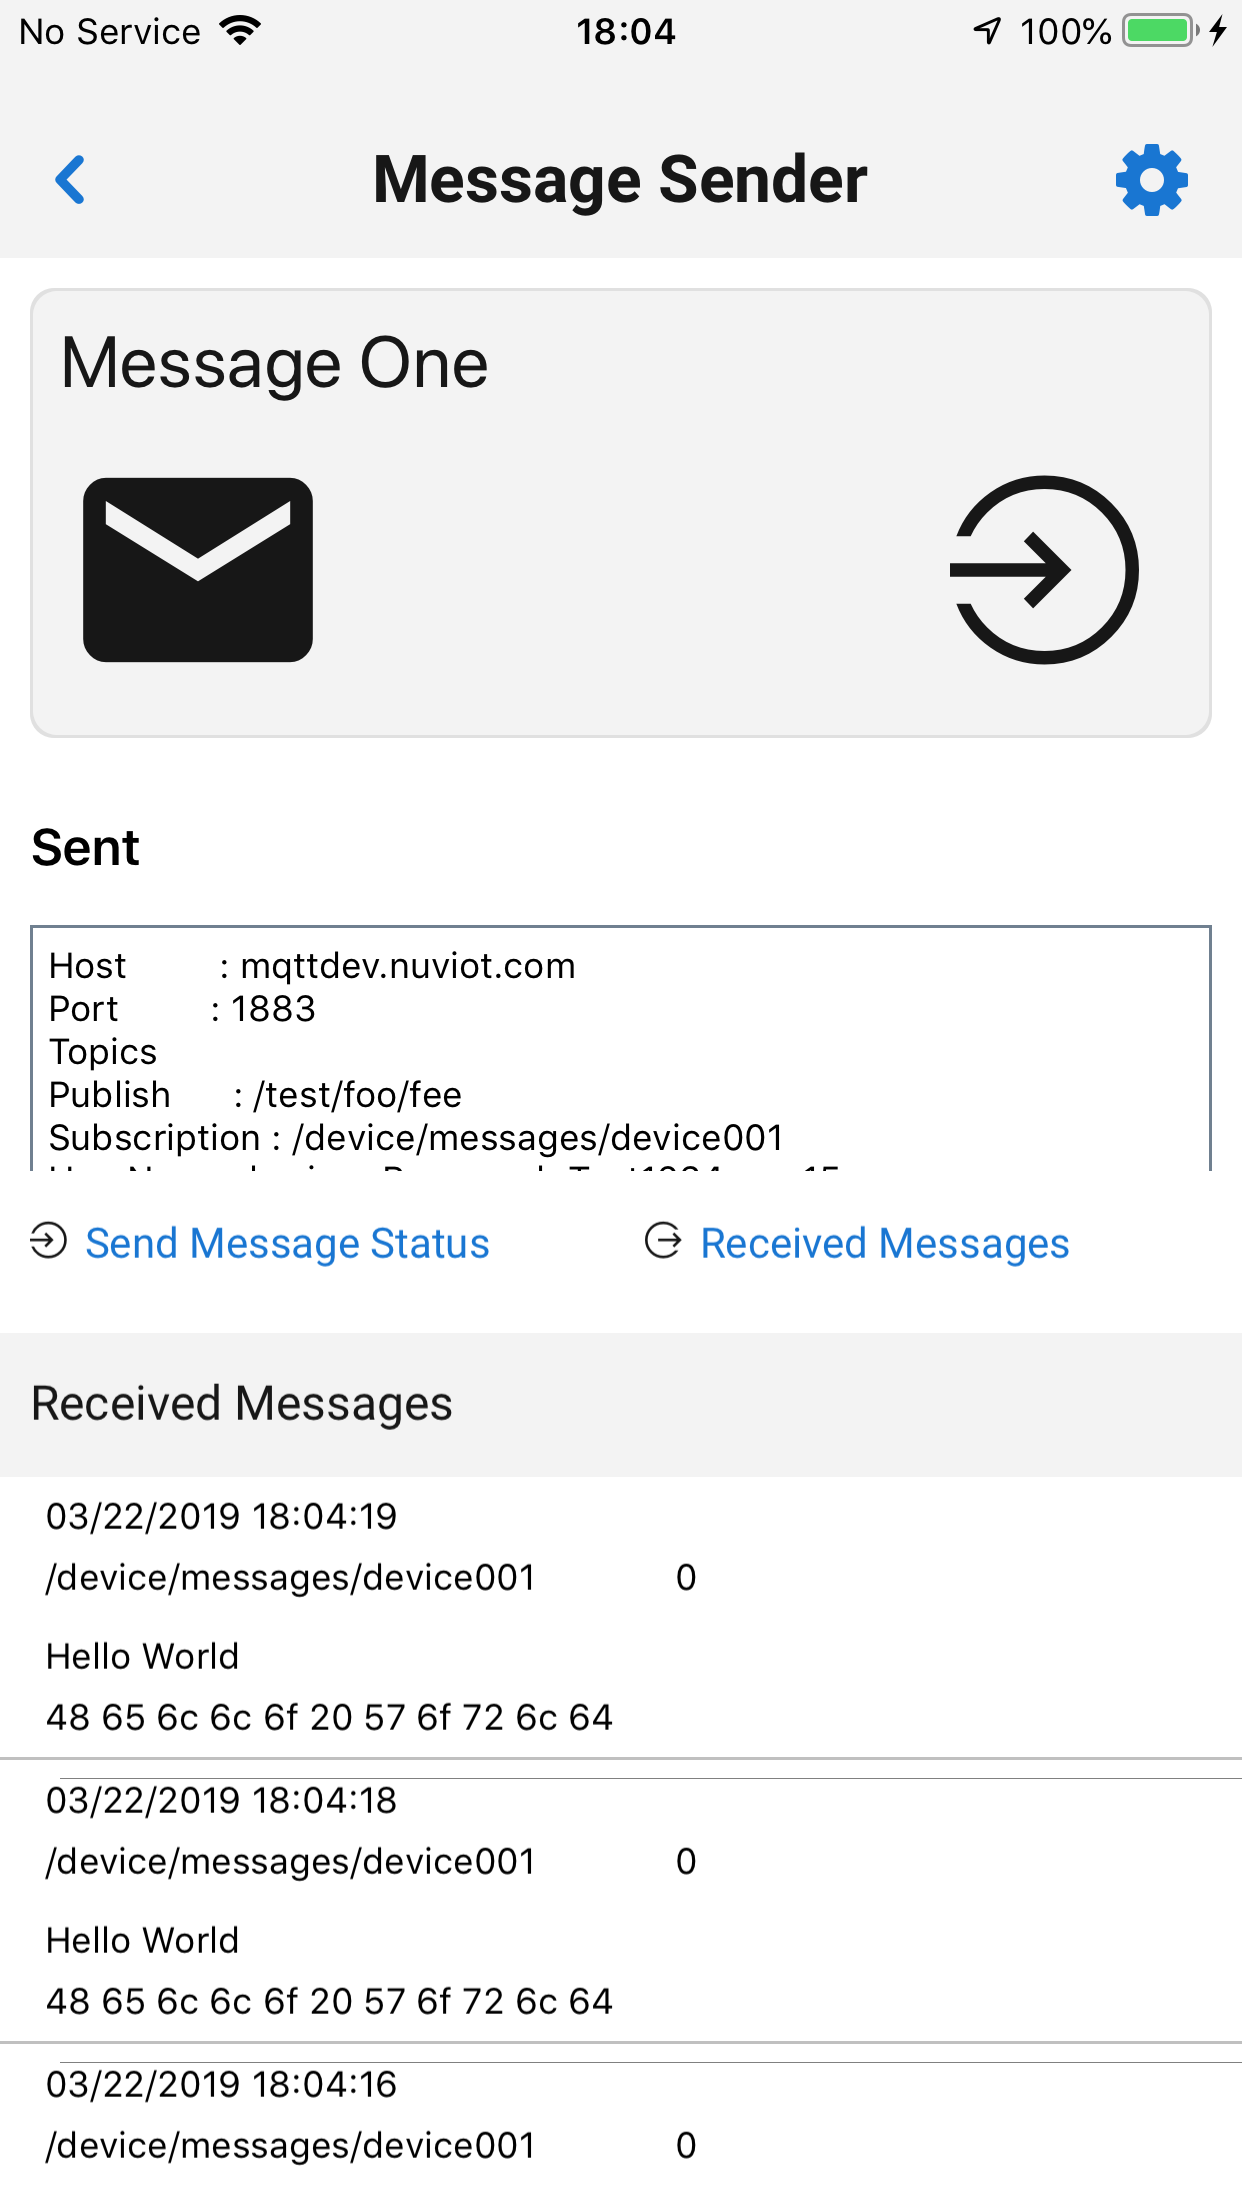 No Service 18:04 100%
Message Sender
Message One
Sent
Host : mqttdev.nuviot.com
Port : 1883
Topics
Publish : /test/foo/fee
Subscription : /device/messages/device001
Send Message Status Received Messages
Received Messages
03/22/2019 18:04:19
/device/messages/device001 0
Hello World
48 65 6c 6c 6f 20 57 6f 72 6c 64
03/22/2019 18:04:18
/device/messages/device001 0
Hello World
48 65 6c 6c 6f 20 57 6f 72 6c 64
03/22/2019 18:04:16
/device/messages/device001 0